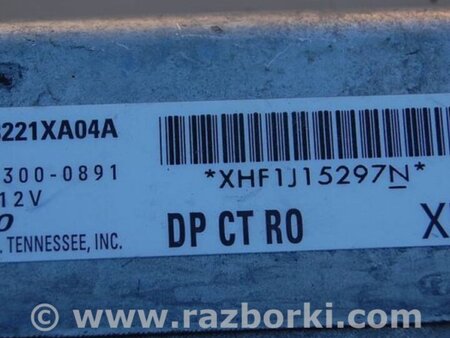 221XA04A
300-0891
*XHF1J15297N*
12V
O
DP CT RO
X
TENNESSEE, INC.
© www.razborki.com